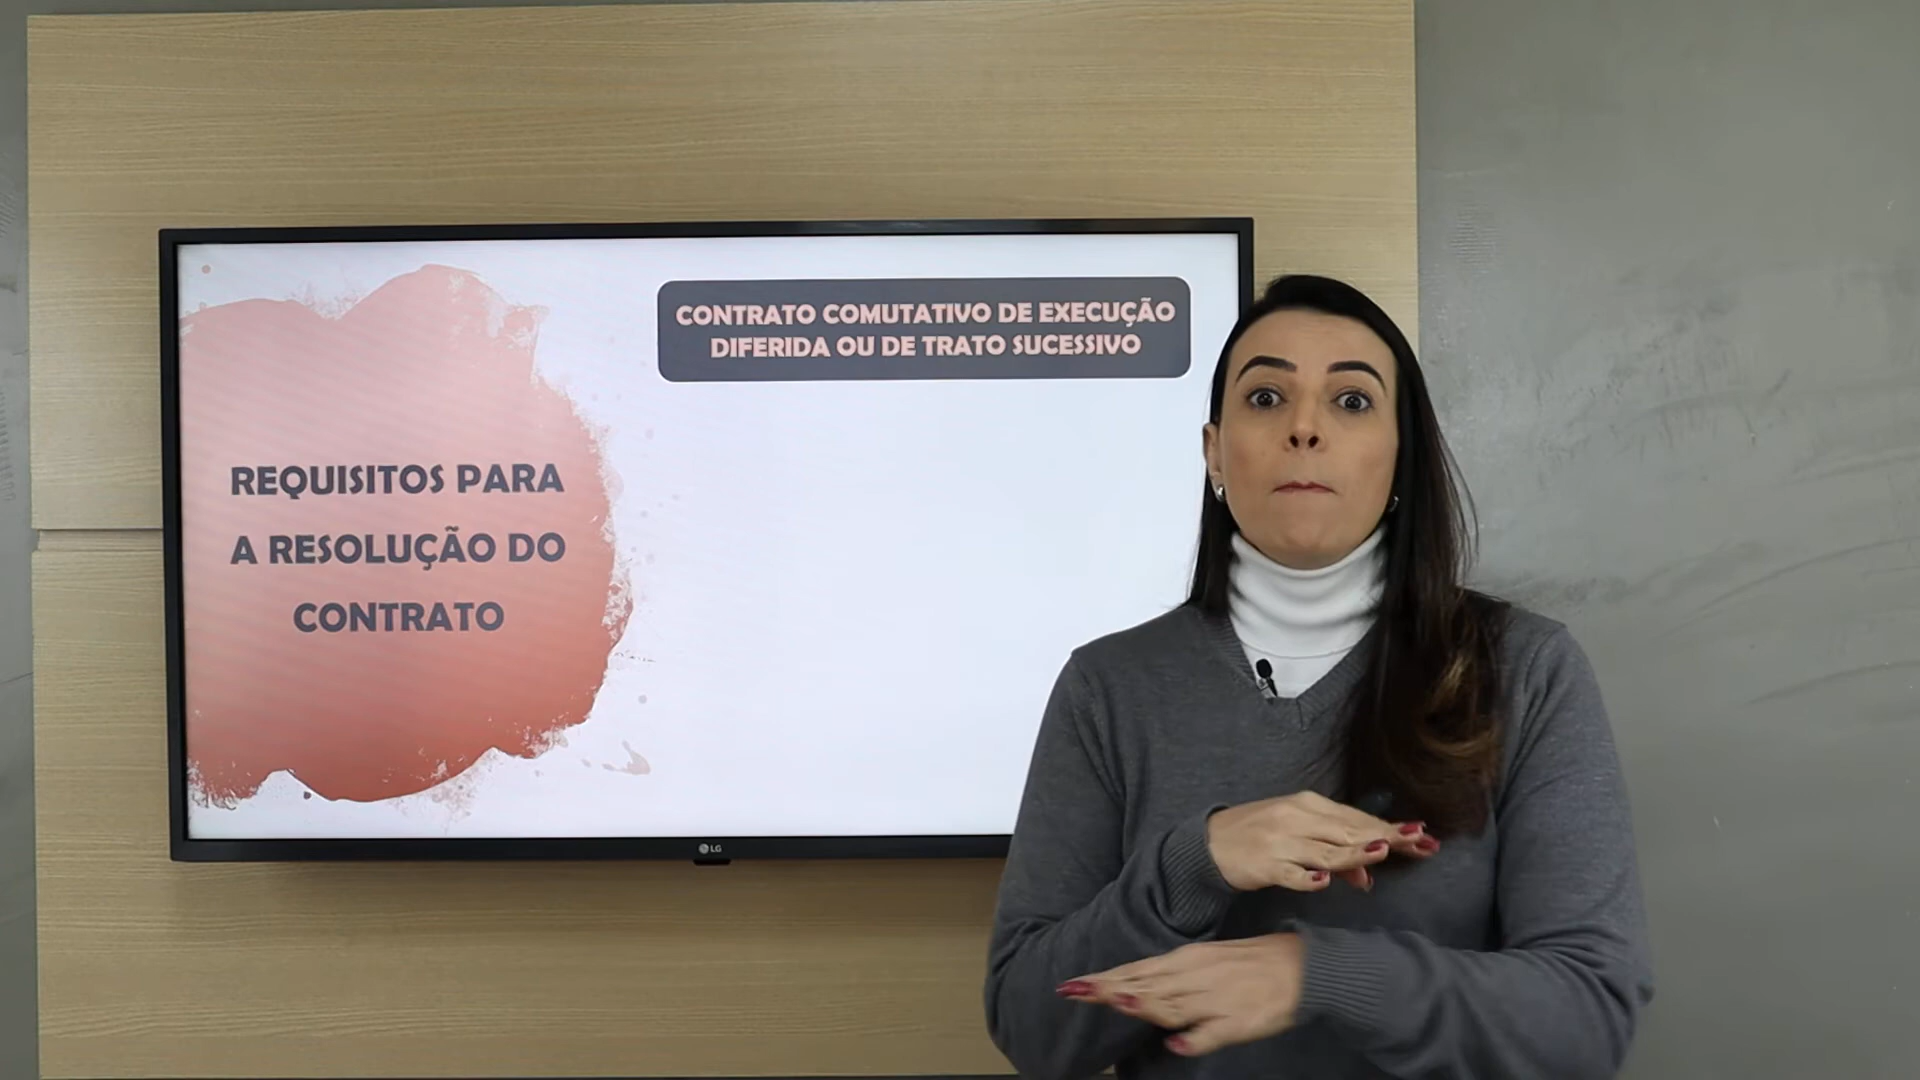 CONTRATO COMUTATIVO DE EXECUÇÃO
DIFERIDA OU DE TRATO SUCESSIVO
REQUISITOS PARA
A RESOLUÇÃO DO
CONTRATO
LG